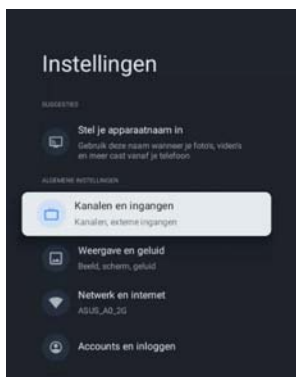 Instellingen
SUGGESTIES
Stel je apparaatnaam in
Gebruik deze naam wanneer je foto's, video's
en meer cast vanaf je telefoon
ALGEMENE INSTELLINGEN
Kanalen en ingangen
Kanalen, externe ingangen
Weergave en geluid
Beeld, scherm, geluid
Netwerk en internet
ASUS_A0_2G
Accounts en inloggen